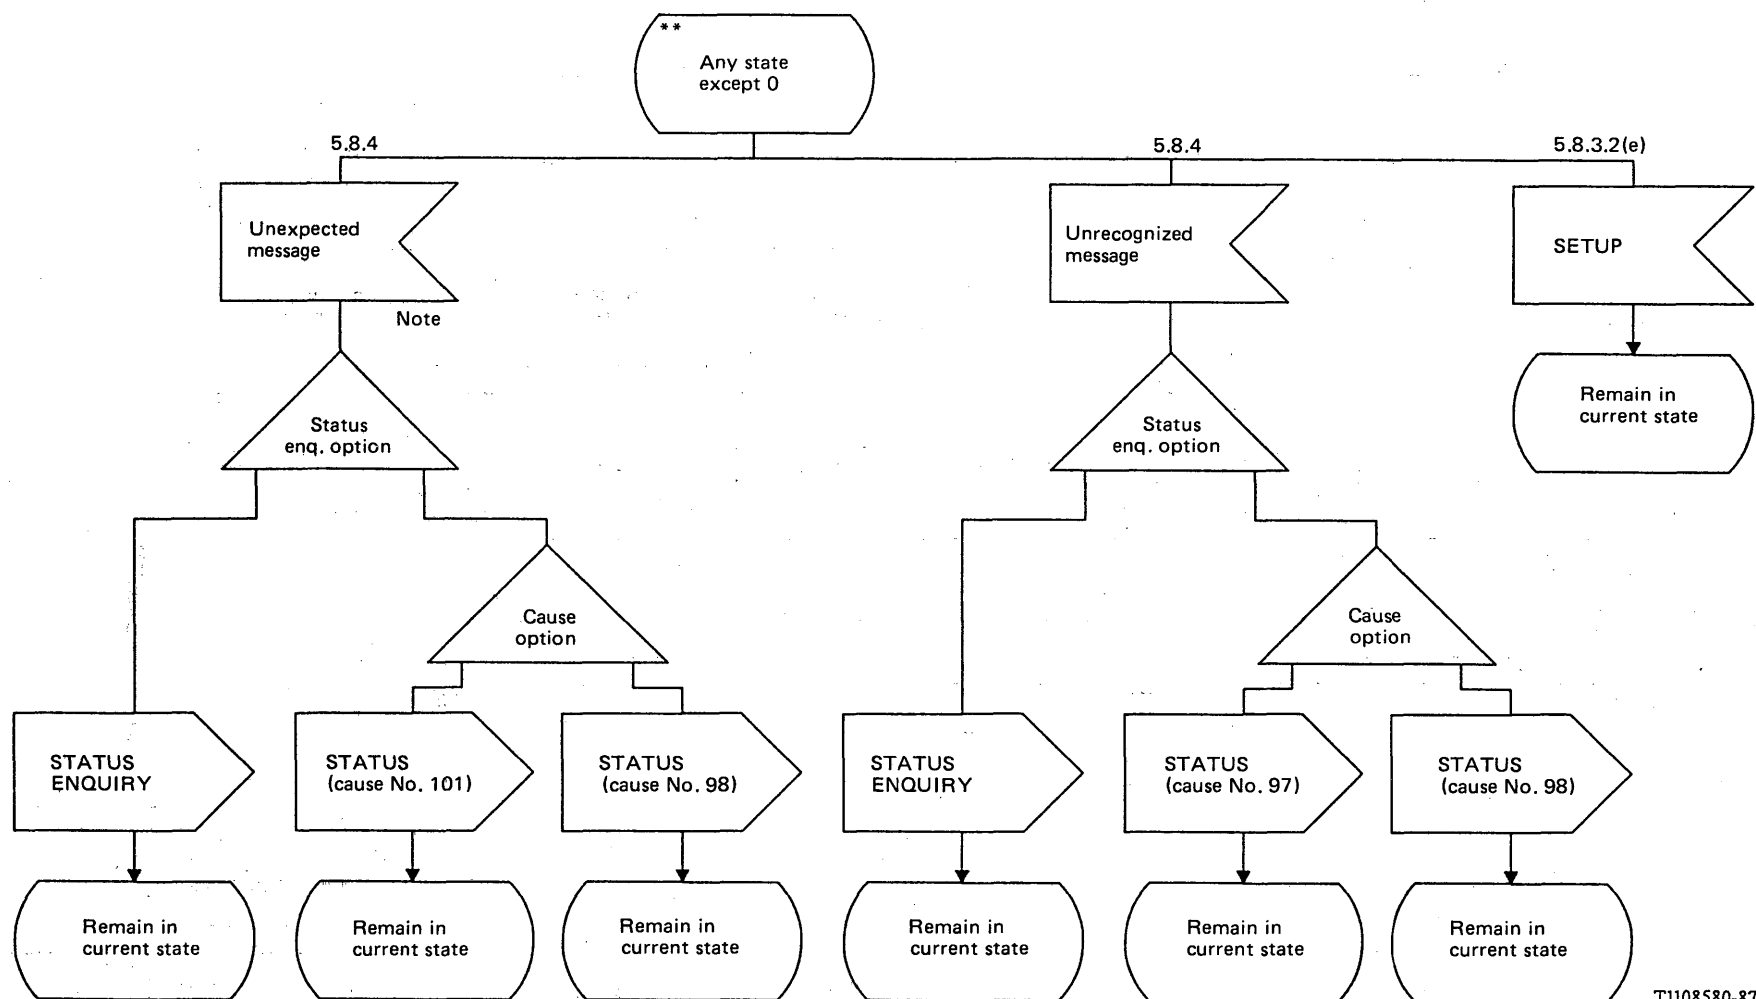 **
Any state
except 0
5.8.4
5.8.4
5.8.3.2(e)
Unexpected
message
Unrecognized
message
SETUP
Note
Status
enq. option
Status
enq. option
Remain in
current state
Cause
option
Cause
option
STATUS
ENQUIRY
STATUS
(cause No. 101)
STATUS
(cause No. 98)
STATUS
ENQUIRY
STATUS
(cause No. 97)
STATUS
(cause No. 98)
Remain in
current state
Remain in
current state
Remain in
current state
Remain in
current state
Remain in
current state
Remain in
current state
T1108580-87